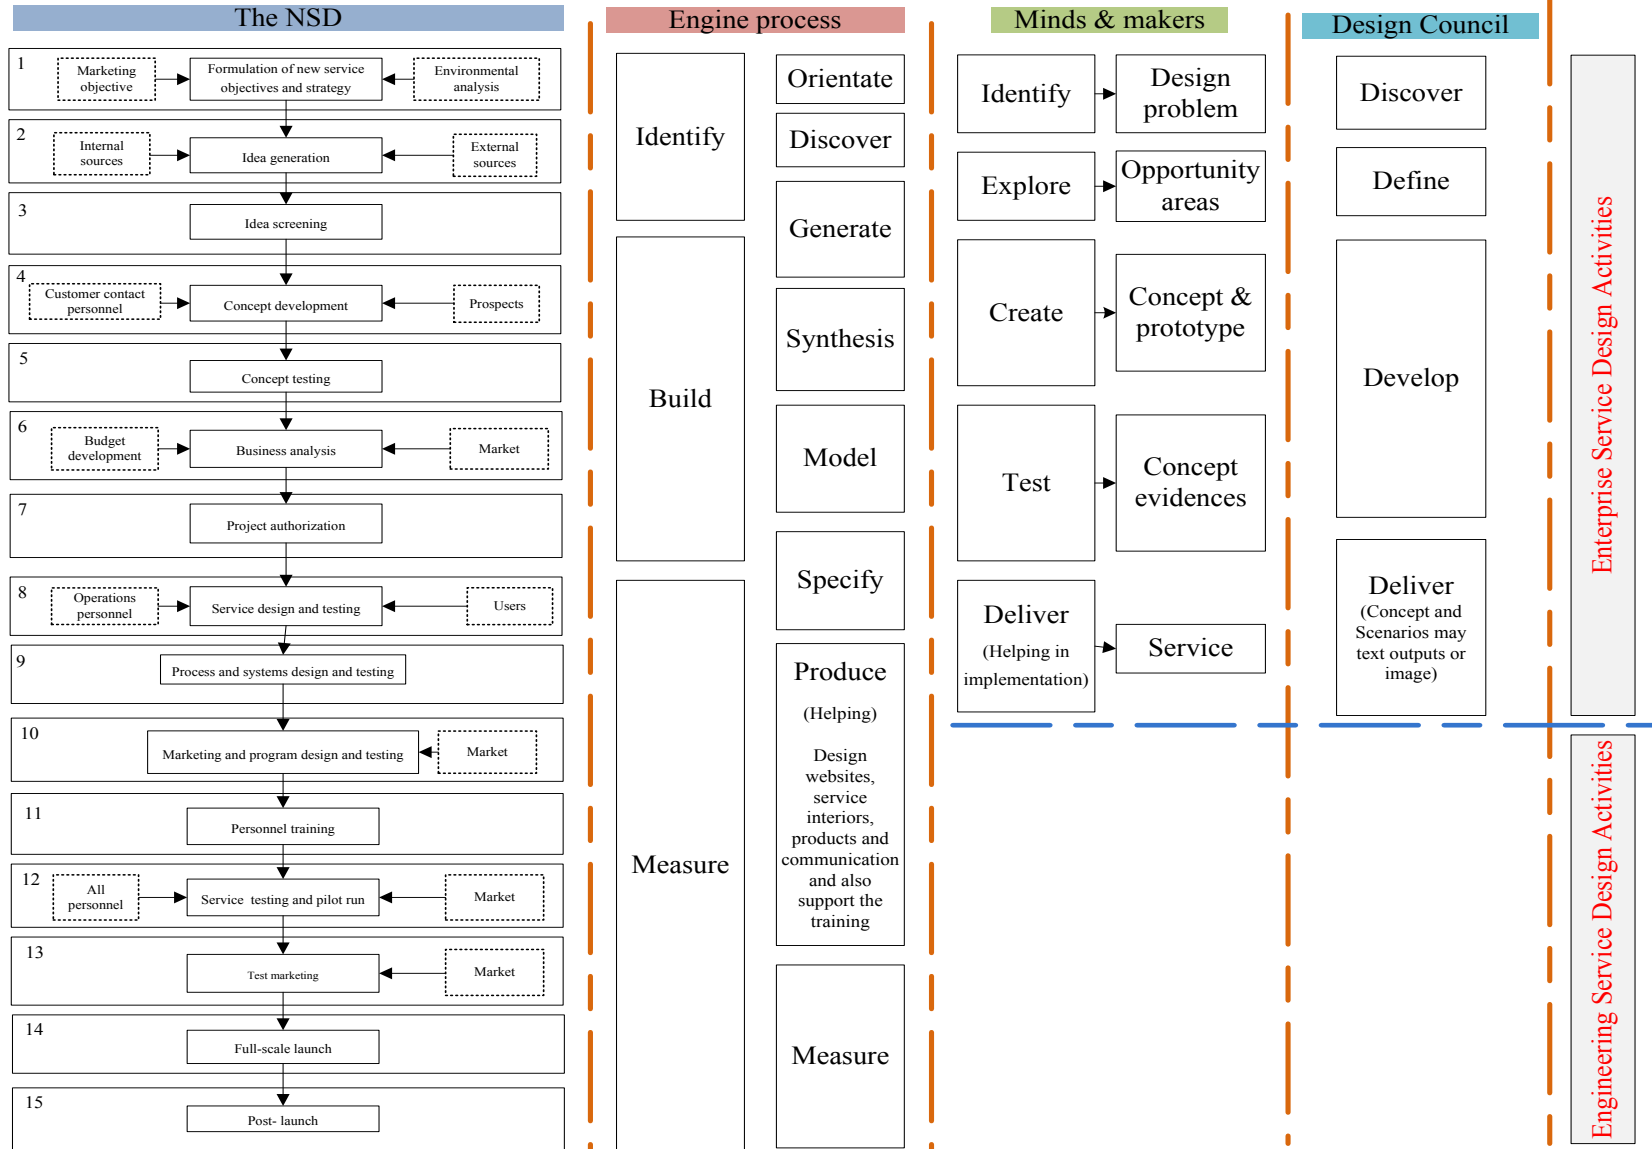 The NSD
Engine process
Minds & makers
Design Council
1
Marketing
objective
Formulation of new service
objectives and strategy
Environmental
analysis
2
Internal
sources
Idea generation
External
sources
3
Idea screening
4
Customer contact
personnel
Concept development
Prospects
5
Concept testing
6
Budget
development
Business analysis
Market
7
Project authorization
8
Operations
personnel
Service design and testing
Users
9
Process and systems design and testing
10
Marketing and program design and testing
Market
11
Personnel training
12
All
personnel
Service testing and pilot run
Market
13
Test marketing
Market
14
Full-scale launch
15
Post- launch
Identify
Build
Measure
Orientate
Discover
Generate
Synthesis
Model
Specify
Produce
(Helping)
Design
websites,
service
interiors,
products and
communication
and also
support the
training
Measure
Identify
Design
problem
Explore
Opportunity
areas
Create
Concept &
prototype
Test
Concept
evidences
Deliver
(Helping in
implementation)
Service
Discover
Define
Develop
Deliver
(Concept and
Scenarios may
text outputs or
image)
Enterprise Service Design Activities
Engineering Service Design Activities